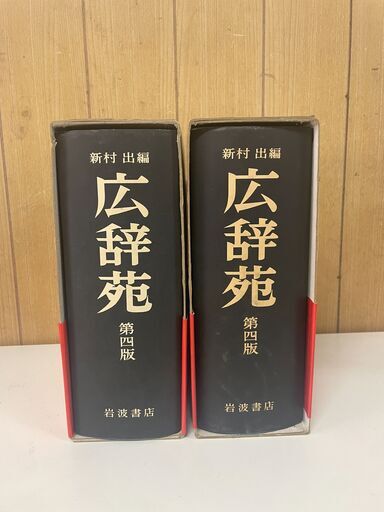 新村 出編
広辞苑
第四版
岩波書店
新村 出編
広辞苑
第四版
岩波書店